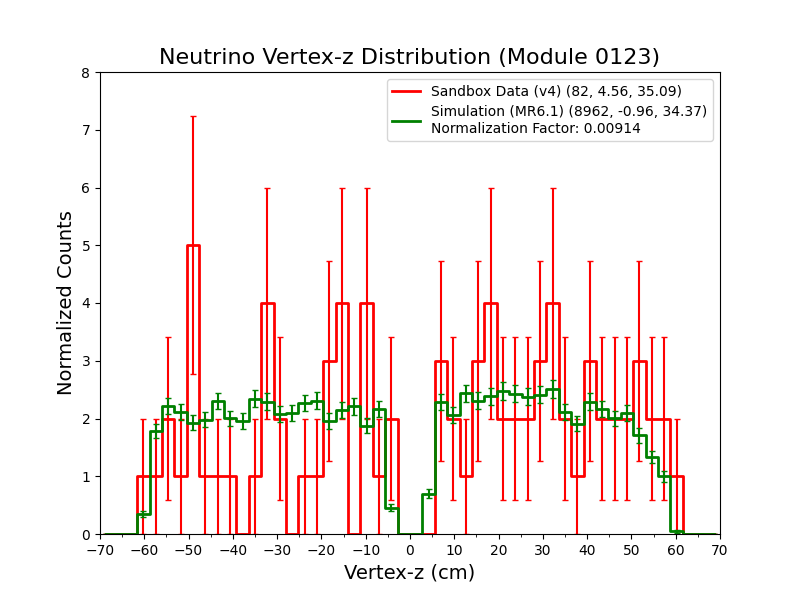 Neutrino Vertex-z Distribution (Module 0123)
Sandbox Data (v4) (82, 4.56, 35.09)
Simulation (MR6.1) (8962, -0.96, 34.37)
Normalization Factor: 0.00914
Normalized Counts
8
7
6
5
4
3
2
1
0
−70 −60 −50 −40 −30 −20 −10 0 10 20 30 40 50 60 70
Vertex-z (cm)